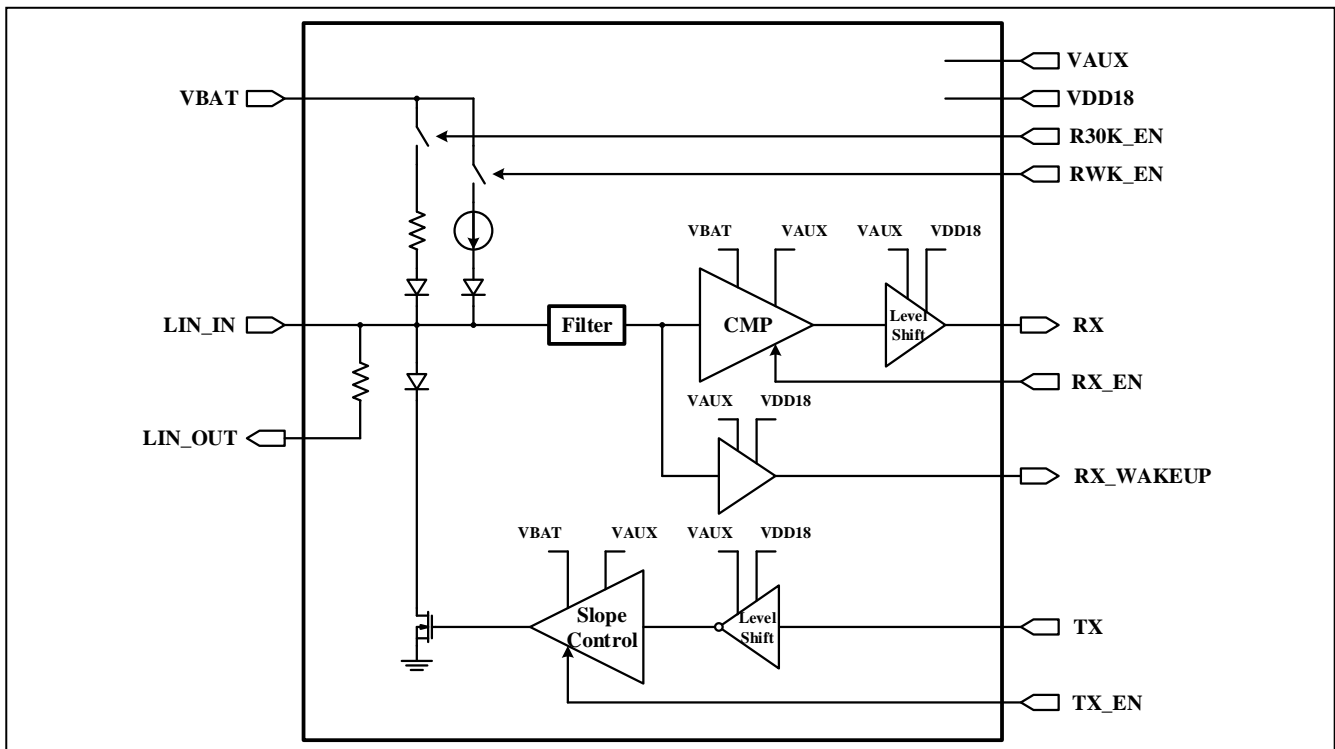 VAUX
VBAT
VDD18
R30K_EN
RWK_EN
VBAT
VAUX
VAUX
VDD18
LIN_IN
Filter
CMP
Level
Shift
RX
RX_EN
VAUX
VDD18
LIN_OUT
RX_WAKEUP
VBAT
VAUX
VAUX
VDD18
Slope
Control
Level
Shift
TX
TX_EN